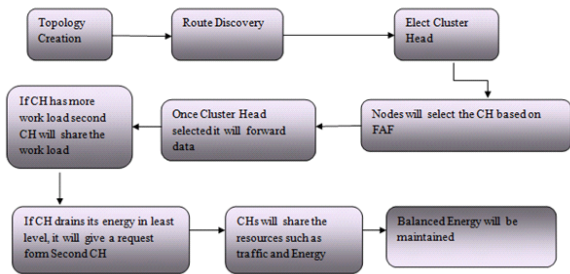 Topology
Creation
Route Discovery
Elect Cluster
Head
Nodes will select the CH based on
FAF
Once Cluster Head
selected it will forward
data
If CH has more
work load second
CH will share the
work load
If CH drains its energy in least
level, it will give a request
form Second CH
CHs will share the
resources such as
traffic and Energy
Balanced Energy will be
maintained